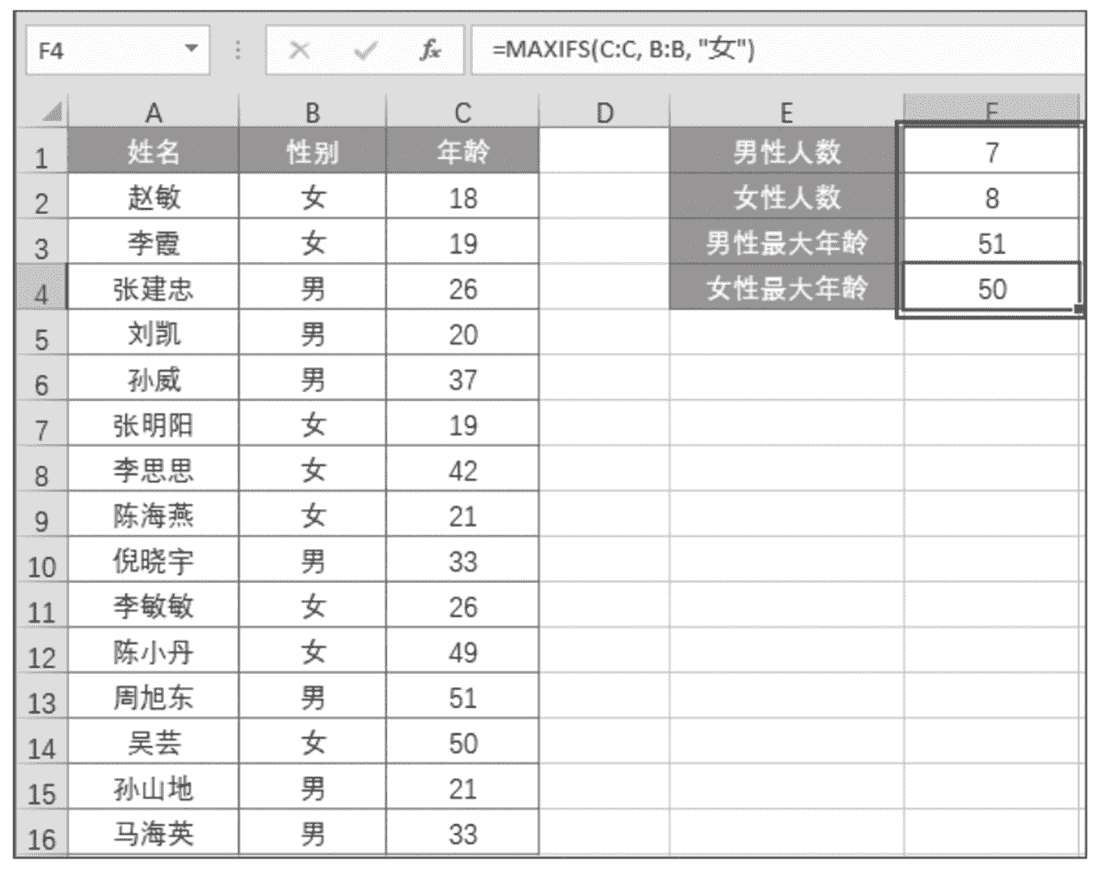 F4 fx =MAXIFS(C:C, B:B, "女")
A B C D E F
1 姓名 性别 年龄 男性人数 7
2 赵敏 女 18 女性人数 8
3 李霞 女 19 男性最大年龄 51
4 张建忠 男 26 女性最大年龄 50
5 刘凯 男 20
6 孙威 男 37
7 张明阳 女 19
8 李思思 女 42
9 陈海燕 女 21
10 倪晓宇 男 33
11 李敏敏 女 26
12 陈小丹 女 49
13 周旭东 男 51
14 吴芸 女 50
15 孙山地 男 21
16 马海英 男 33